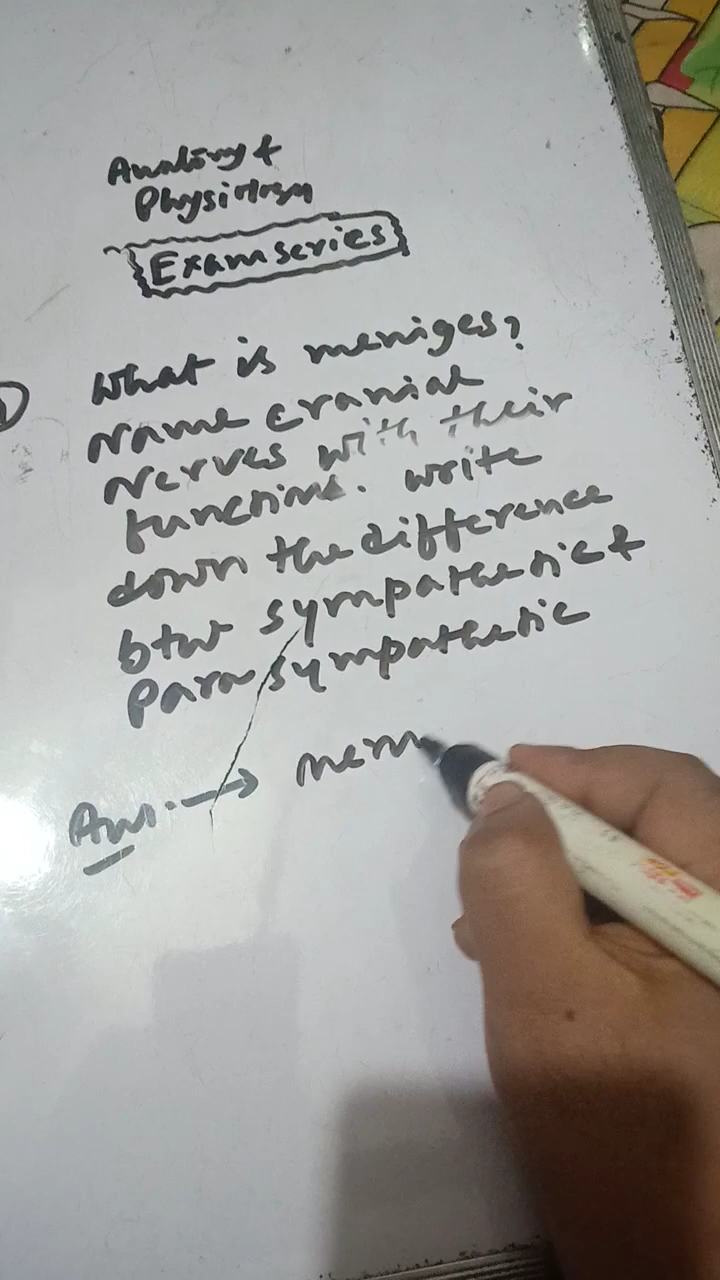 Anatomy &
Physiology
Exam series
What is meniges?
Name cranial
Nerves with their
functions. write
down the difference
btw sympathetic &
Parasympathetic
Ans. → Menn